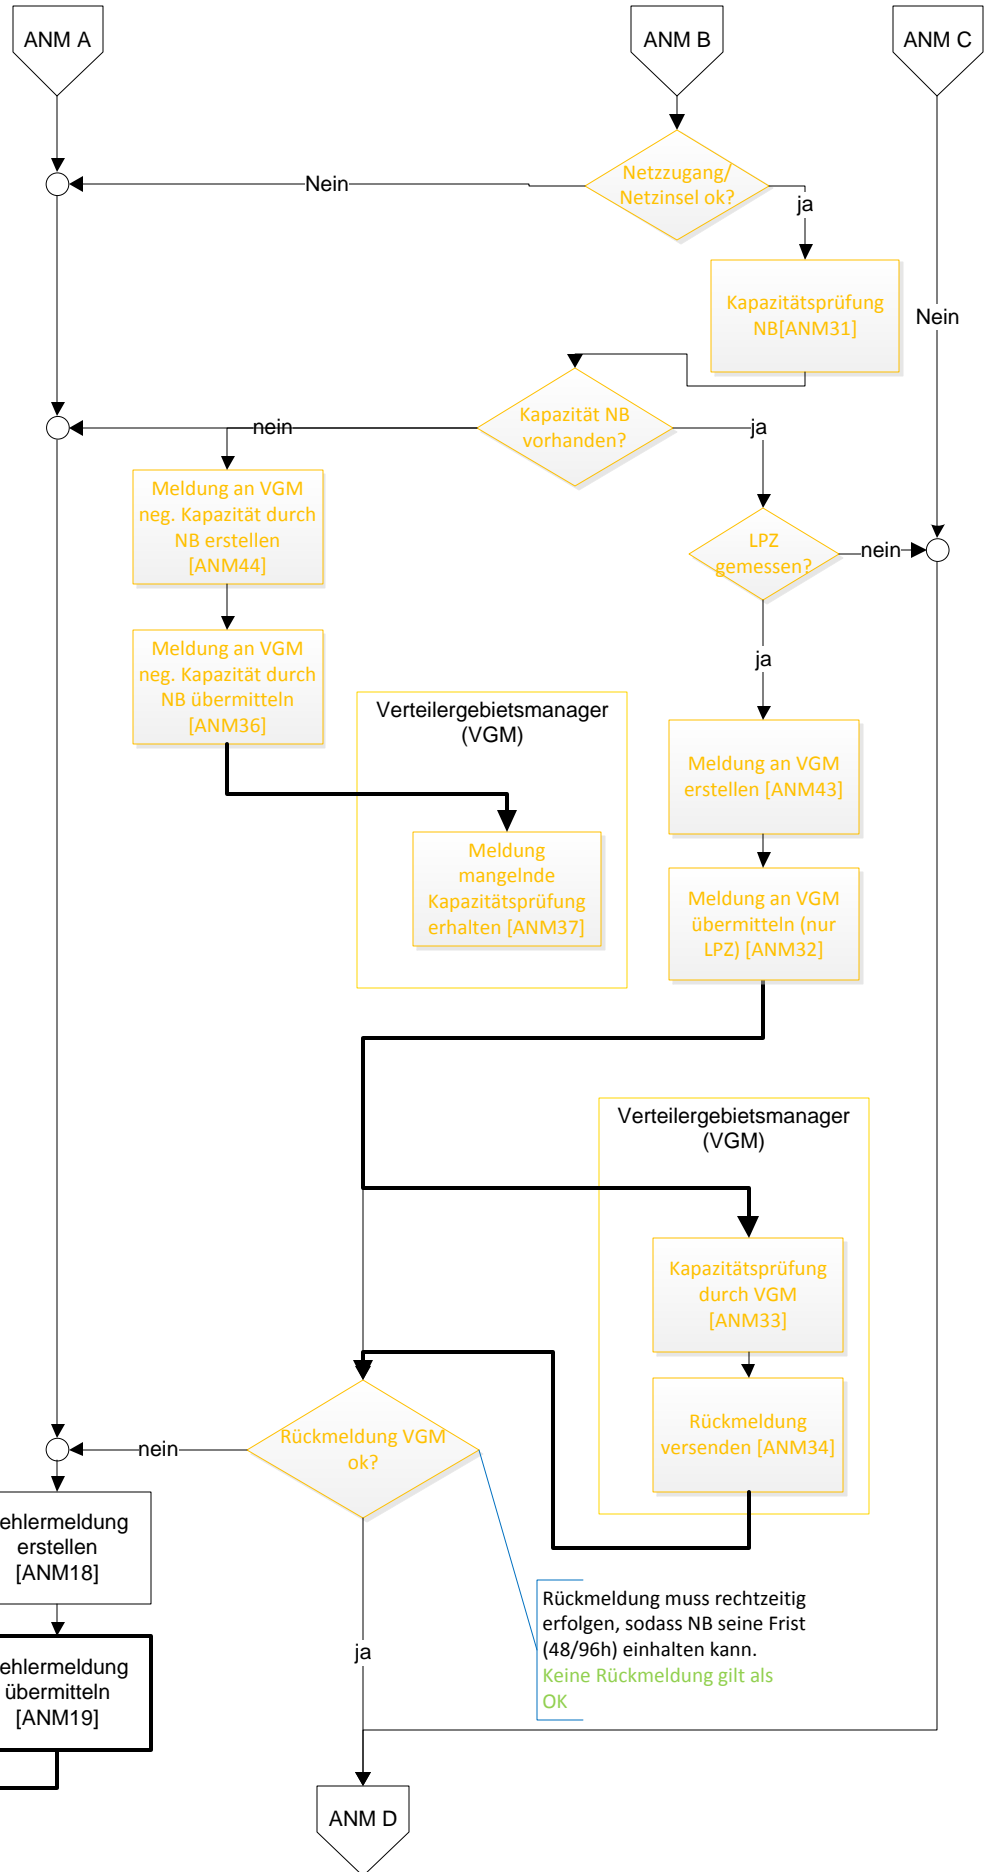 ANM A
ANM B
ANM C
Netzzugang/
Netzinsel ok?
Nein
ja
Kapazitätsprüfung
NB[ANM31]
Nein
Kapazität NB
vorhanden?
nein
ja
Meldung an VGM
neg. Kapazität durch
NB erstellen
[ANM44]
LPZ
gemessen?
nein
ja
Meldung an VGM
neg. Kapazität durch
NB übermitteln
[ANM36]
Verteilergebietsmanager
(VGM)
Meldung
mangelnde
Kapazitätsprüfung
erhalten [ANM37]
Meldung an VGM
erstellen [ANM43]
Meldung an VGM
übermitteln (nur
LPZ) [ANM32]
Verteilergebietsmanager
(VGM)
Kapazitätsprüfung
durch VGM
[ANM33]
Rückmeldung
versenden [ANM34]
Rückmeldung VGM
ok?
nein
ja
ehlermeldung
erstellen
[ANM18]
ehlermeldung
übermitteln
[ANM19]
Rückmeldung muss rechtzeitig
erfolgen, sodass NB seine Frist
(48/96h) einhalten kann.
Keine Rückmeldung gilt als
OK
ANM D